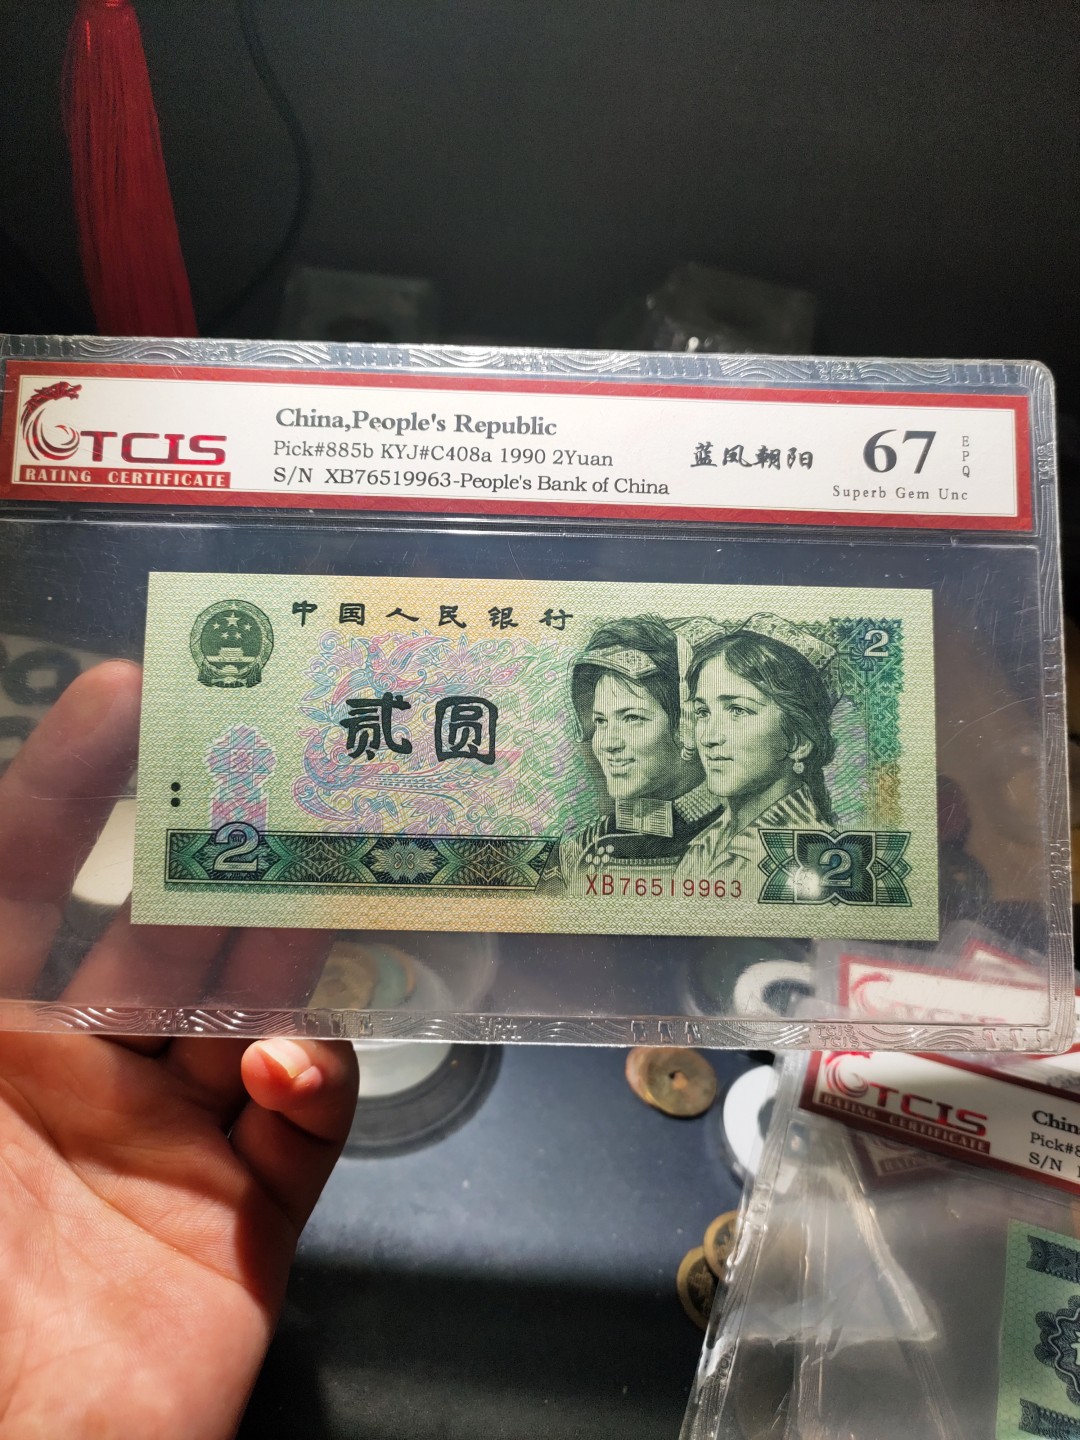 TCIS
RATING CERTIFICATE
China,People's Republic
Pick#885b KYJ#C408a 1990 2Yuan
S/N XB76519963-People's Bank of China
蓝凤朝阳
67
EPQ
Superb Gem Unc
中国人民银行
2
贰圆
2
XB76519963
2
TCIS
RATING CERTIFICATE
Chin
Pick#8
S/N